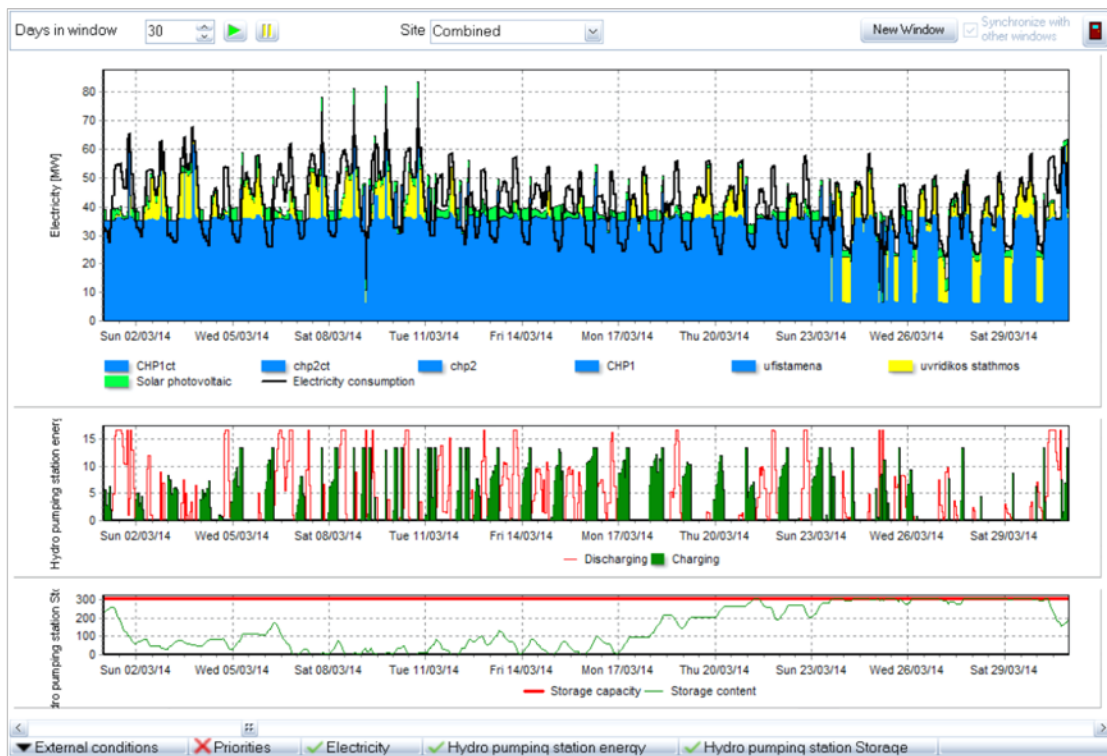 Days in window 30 Site Combined New Window Synchronize with
other windows
Electricity [MW]
80
70
60
50
40
30
20
10
0
Sun 02/03/14 Wed 05/03/14 Sat 08/03/14 Tue 11/03/14 Fri 14/03/14 Mon 17/03/14 Thu 20/03/14 Sun 23/03/14 Wed 26/03/14 Sat 29/03/14
CHP1ct chp2ct chp2 CHP1 ufistamena uvridikos stathmos
Solar photovoltaic Electricity consumption
Hydro pumping station energ
15
10
5
0
Sun 02/03/14 Wed 05/03/14 Sat 08/03/14 Tue 11/03/14 Fri 14/03/14 Mon 17/03/14 Thu 20/03/14 Sun 23/03/14 Wed 26/03/14 Sat 29/03/14
Discharging Charging
dro pumping station Sto
300
200
100
0
Sun 02/03/14 Wed 05/03/14 Sat 08/03/14 Tue 11/03/14 Fri 14/03/14 Mon 17/03/14 Thu 20/03/14 Sun 23/03/14 Wed 26/03/14 Sat 29/03/14
Storage capacity Storage content
External conditions Priorities Electricity Hydro pumping station energy Hydro pumping station Storage